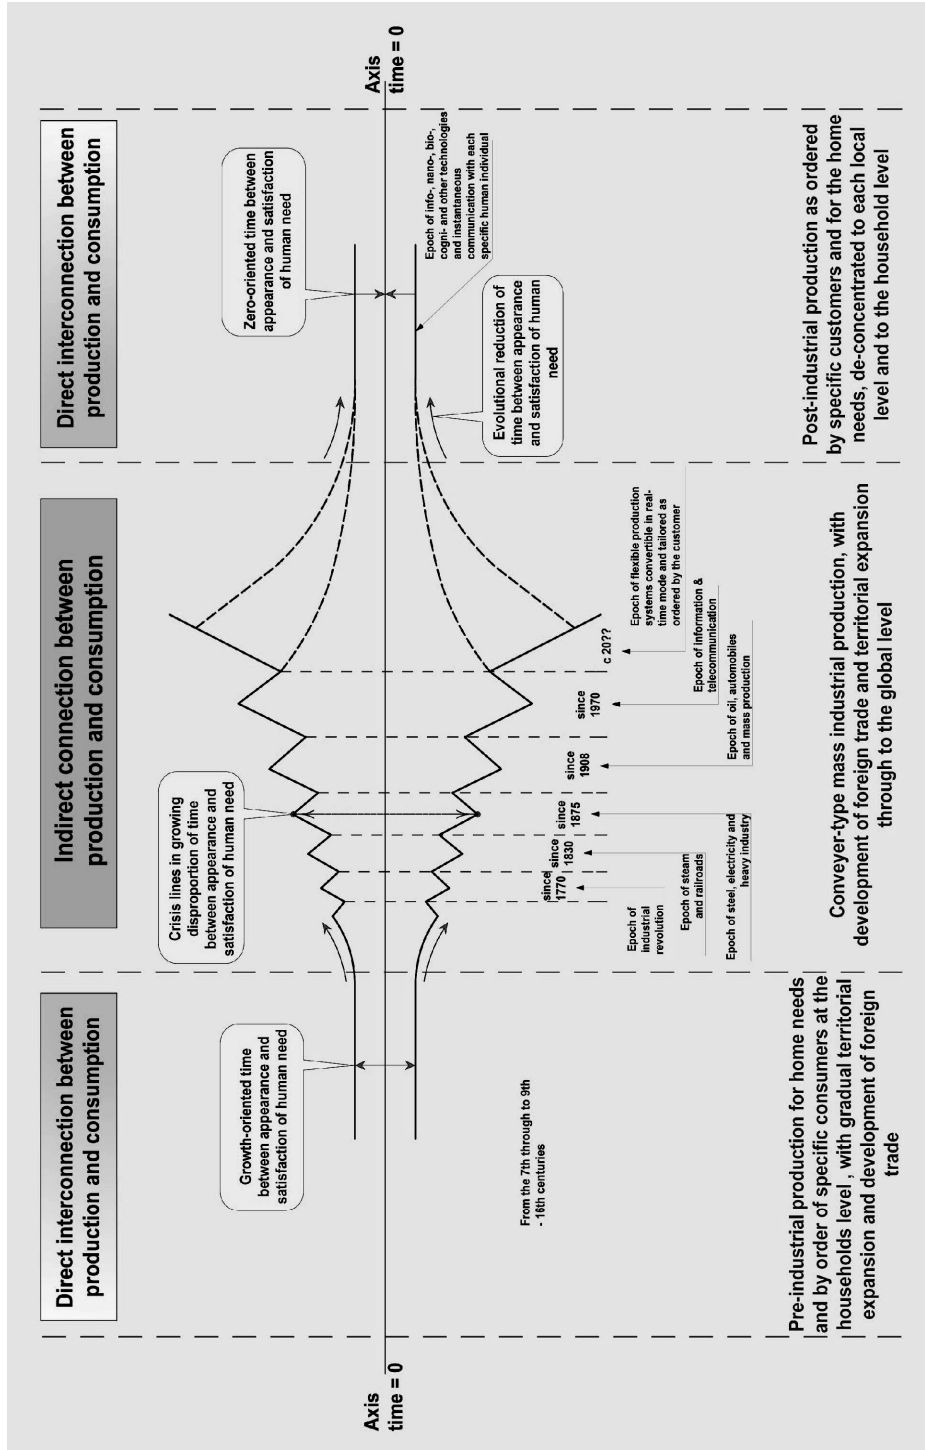 Direct interconnection between
production and consumption
Indirect connection between
production and consumption
Direct interconnection between
production and consumption
Growth-oriented time
between appearance and
satisfaction of human need
Crisis lines in growing
disproportion of time
between appearance and
satisfaction of human need
Zero-oriented time between
appearance and satisfaction
of human need
Axis
time = 0
Axis
time = 0
Epoch of info-, nano-, bio-,
cogni- and other technologies
and instantaneous
communication with each
specific human individual
Evolutional reduction of
time between appearance
and satisfaction of human
need
From the 7th through to 9th
- 16th centuries
since
1770
since
1830
since
1875
since
1908
since
1970
c 20??
Epoch of
industrial
revolution
Epoch of steam
and railroads
Epoch of steel, electricity and
heavy industry
Epoch of oil, automobiles
and mass production
Epoch of information &
telecommunication
Epoch of flexible production
systems convertible in real-
time mode and tailored as
ordered by the customer
Pre-industrial production for home needs
and by order of specific consumers at the
households level , with gradual territorial
expansion and development of foreign
trade
Conveyer-type mass industrial production, with
development of foreign trade and territorial expansion
through to the global level
Post-industrial production as ordered
by specific customers and for the home
needs, de-concentrated to each local
level and to the household level